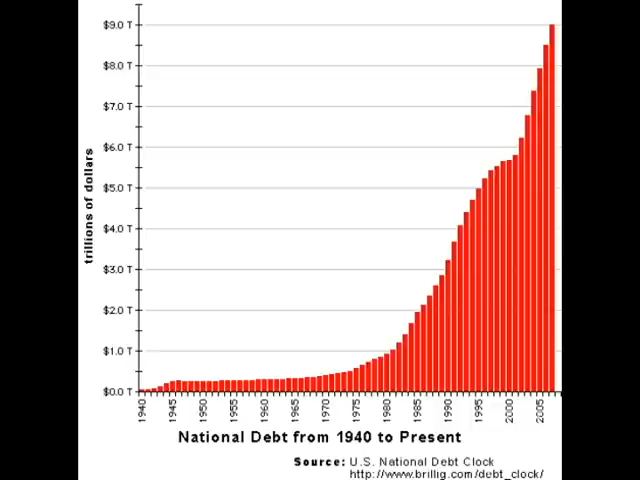 $9.0 T
$8.0 T
$7.0 T
$6.0 T
$5.0 T
$4.0 T
$3.0 T
$2.0 T
$1.0 T
$0.0 T
trillions of dollars
1940 1945 1950 1955 1960 1965 1970 1975 1980 1985 1990 1995 2000 2005
National Debt from 1940 to Present
Source: U.S. National Debt Clock
http://www.brillig.com/debt_clock/